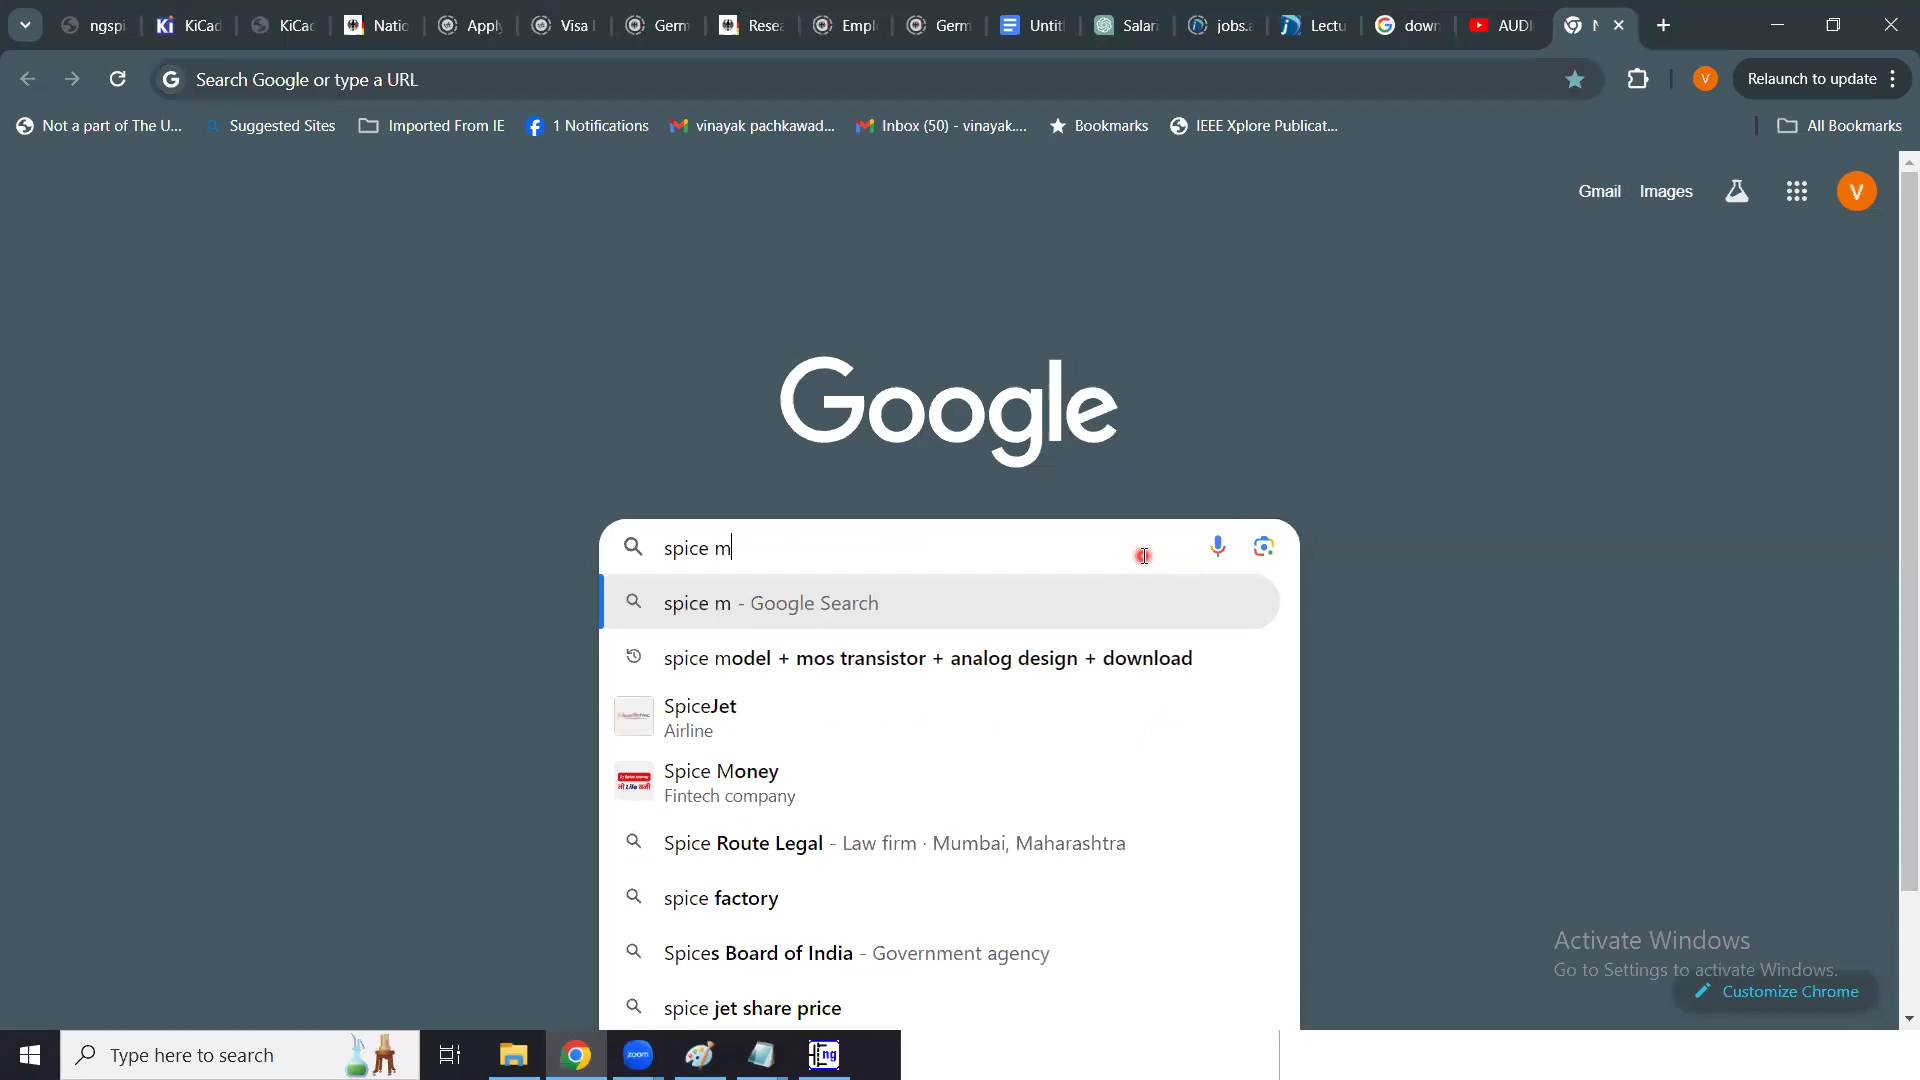 ngspi KiCad KiCac Natio Apply Visa Germ Resea Emplo Germ Untit Salari jobs.a Lectu down AUDI N
Search Google or type a URL
Relaunch to update
Not a part of The U... Suggested Sites Imported From IE 1 Notifications vinayak pachkawad... Inbox (50) - vinayak.... Bookmarks IEEE Xplore Publicat... All Bookmarks
Gmail Images V
Google
spice m
spice m - Google Search
spice model + mos transistor + analog design + download
SpiceJet
Airline
Spice Money
Fintech company
Spice Route Legal - Law firm · Mumbai, Maharashtra
spice factory
Spices Board of India - Government agency
spice jet share price
Activate Windows
Go to Settings to activate Windows.
Customize Chrome
Type here to search
zoom
ng